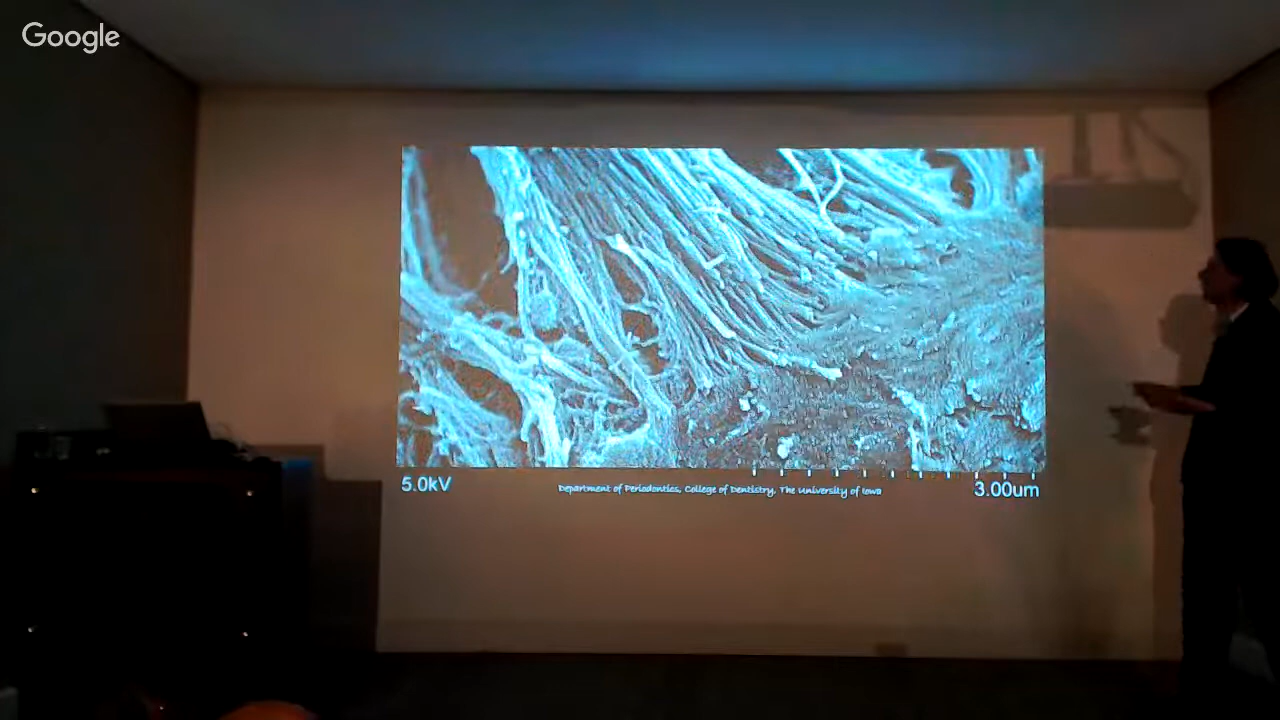 Google
5.0kV
Department of Periodontics, College of Dentistry, The University of Iowa
3.00um